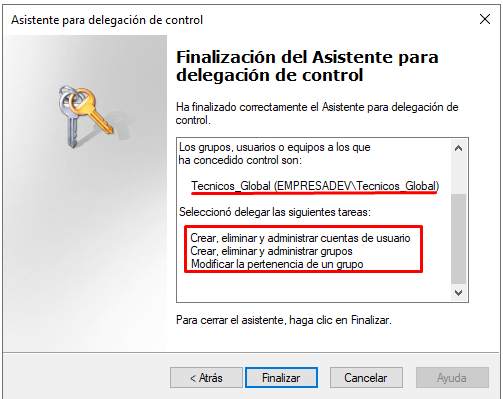 Asistente para delegación de control
Finalización del Asistente para
delegación de control
Ha finalizado correctamente el Asistente para delegación de
control.
Los grupos, usuarios o equipos a los que
ha concedido control son:
Tecnicos_Global (EMPRESADEV\Tecnicos_Global)
Seleccionó delegar las siguientes tareas:
Crear, eliminar y administrar cuentas de usuario
Crear, eliminar y administrar grupos
Modificar la pertenencia de un grupo
Para cerrar el asistente, haga clic en Finalizar.
< Atrás
Finalizar
Cancelar
Ayuda